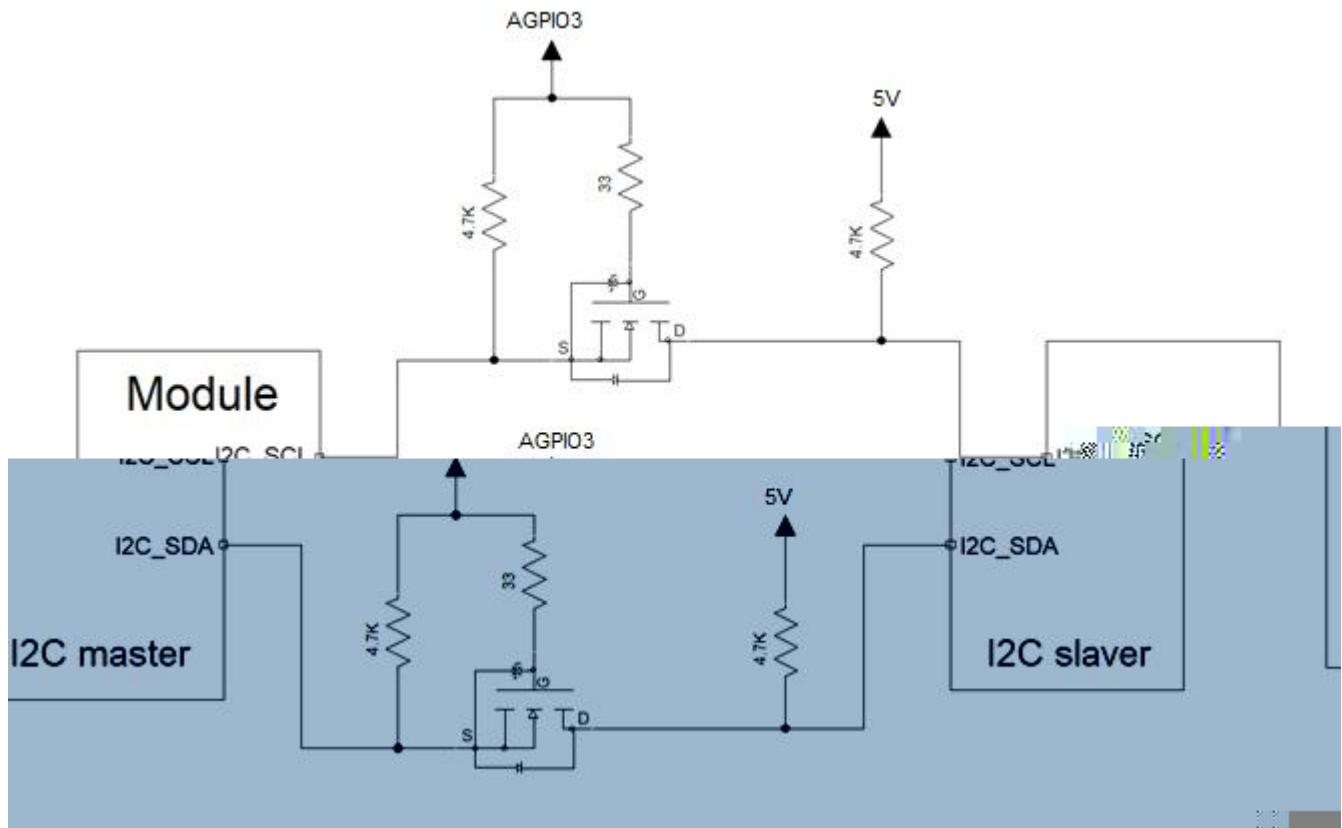 AGPIO3
5V
33
4.7K
4.7K
G
D
S
Module
I2C_SCL
AGPIO3
5V
I2C_SDA
I2C_SDA
33
4.7K
4.7K
I2C master
I2C slaver
G
D
S